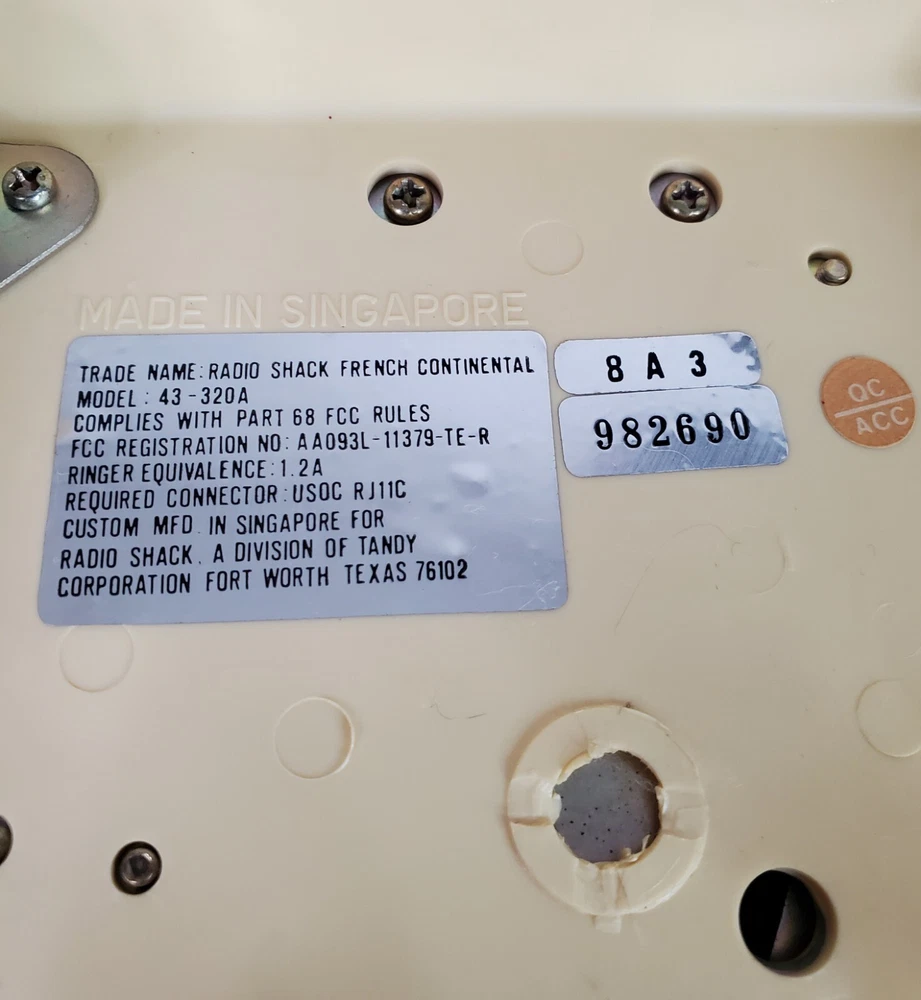 MADE IN SINGAPORE
TRADE NAME: RADIO SHACK FRENCH CONTINENTAL
MODEL: 43-320A
COMPLIES WITH PART 68 FCC RULES
FCC REGISTRATION NO: AA093L-11379-TE-R
RINGER EQUIVALENCE: 1.2A
REQUIRED CONNECTOR: USOC RJ11C
CUSTOM MFD. IN SINGAPORE FOR
RADIO SHACK, A DIVISION OF TANDY
CORPORATION FORT WORTH TEXAS 76102
8 A 3
982690
QC
ACC